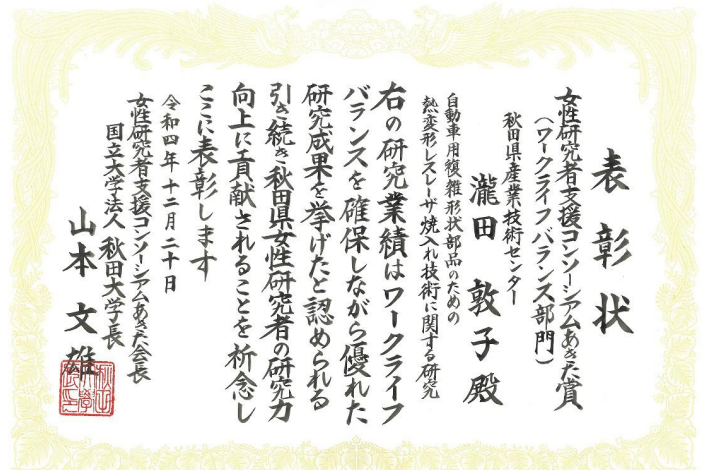 表彰状
女性研究者支援コンソーシアムあきた賞
（ワークライフバランス部門）
秋田県産業技術センター
瀧田 敦子 殿
自動車用複雑形状部品のための
熱変形レスレーザ焼入れ技術に関する研究
右の研究業績はワークライフ
バランスを確保しながら優れた
研究成果を挙げたと認められる
引き続き秋田県女性研究者の研究力
向上に貢献されることを祈念し
ここに表彰します
令和四年十二月二十日
女性研究者支援コンソーシアムあきた会長
国立大学法人 秋田大学長
山本 文雄